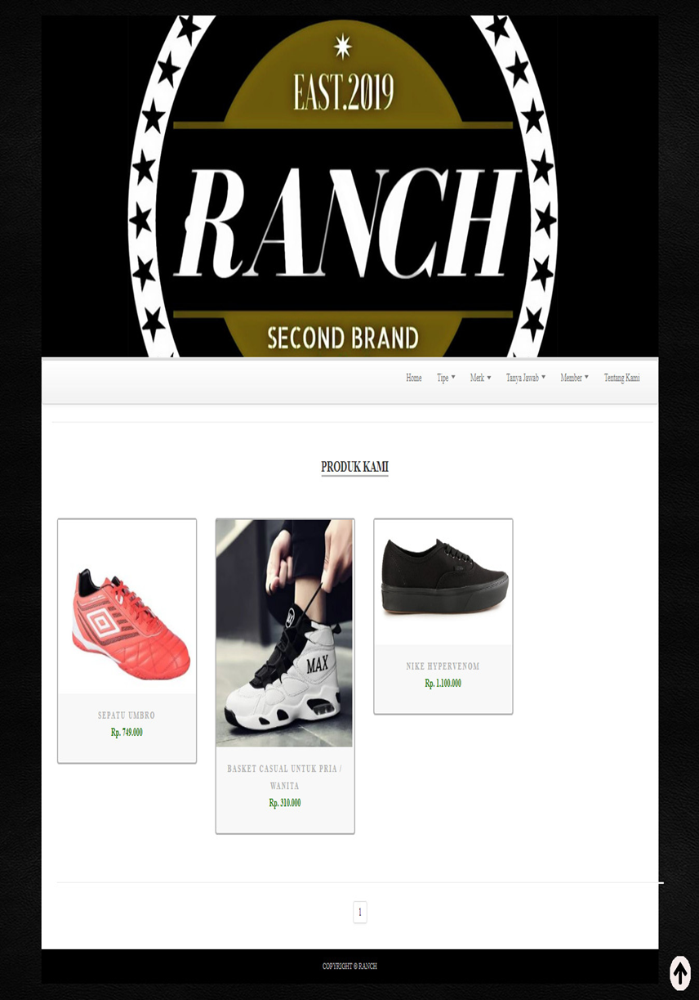 EAST.2019
RANCH
SECOND BRAND
Home Tipe Merk Tanya Jawab Member Tentang Kami
PRODUK KAMI
MAX
SEPATU UMBRO
Rp. 749.000
BASKET CASUAL UNTUK PRIA /
WANITA
Rp. 310.000
NIKE HYPERVENOM
Rp. 1.100.000
1
COPYRIGHT © RANCH